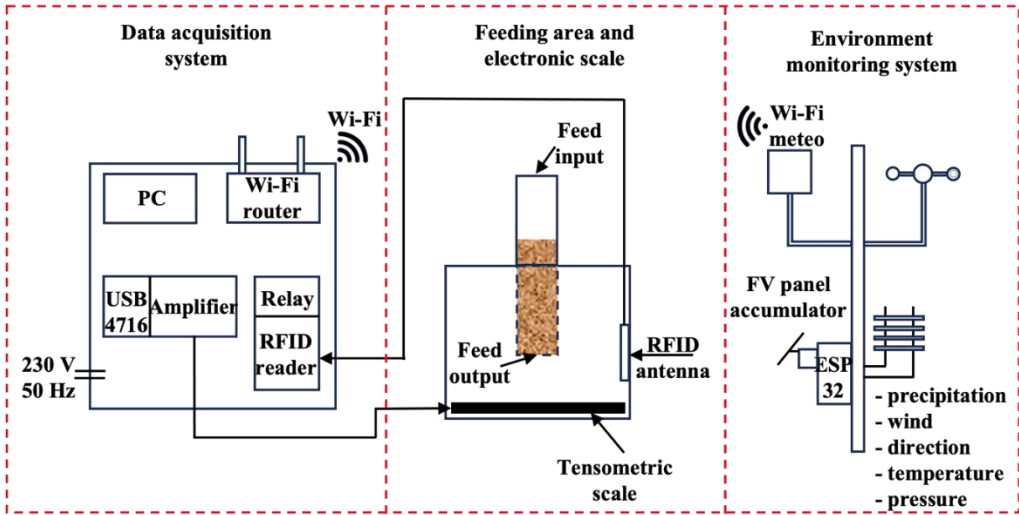 Data acquisition
system
Wi-Fi
PC
Wi-Fi
router
USB
4716
Amplifier
Relay
RFID
reader
230 V
50 Hz
Feeding area and
electronic scale
Feed
input
Feed
output
RFID
antenna
Tensometric
scale
Environment
monitoring system
Wi-Fi
meteo
FV panel
accumulator
ESP
32
- precipitation
- wind
- direction
- temperature
- pressure